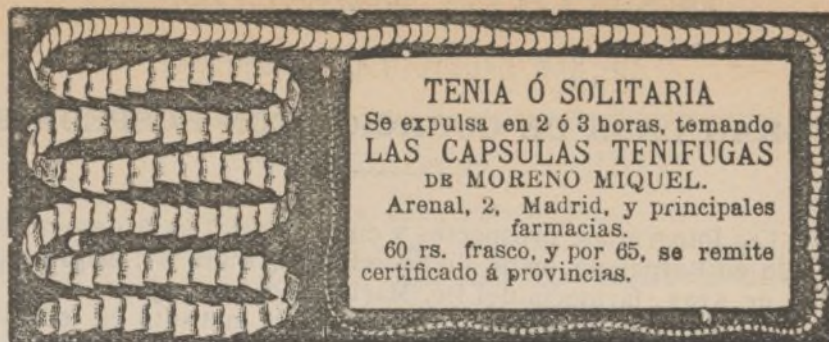 TENIA Ó SOLITARIA
Se expulsa en 2 ó 3 horas, temando
LAS CAPSULAS TENIFUGAS
DE MORENO MIQUEL.
Arenal, 2, Madrid, y principales
farmacias.
60 rs. frasco, y por 65, se remite
certificado á provincias.